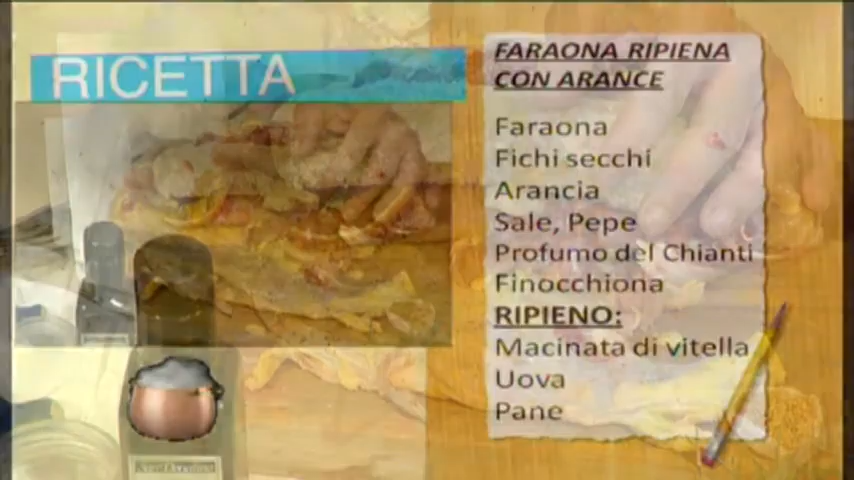 RICETTA
FARAONA RIPIENA
CON ARANCE
Faraona
Fichi secchi
Arancia
Sale, Pepe
Profumo del Chianti
Finocchiona
RIPIENO:
Macinata di vitella
Uova
Pane